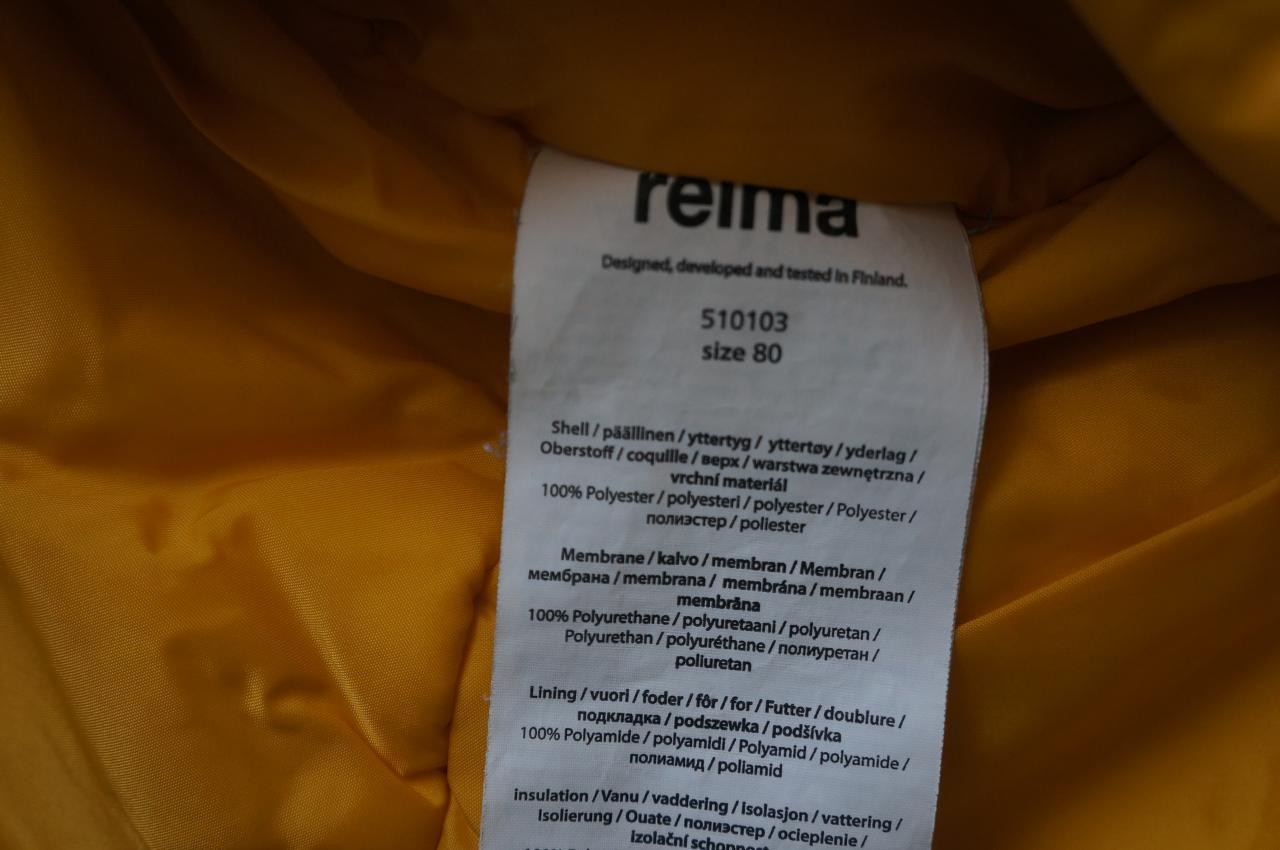 reima
Designed, developed and tested in Finland.
510103
size 80
Shell / päällinen / yttertyg / yttertøy / yderlag /
Oberstoff / coquille / верх / warstwa zewnętrzna /
vrchní materiál
100% Polyester / polyesteri / polyester / Polyester /
полиэстер / poliester
Membrane / kalvo / membran / Membran /
мембрана / membrana / membrána / membraan /
membrāna
100% Polyurethane / polyuretaani / polyuretan /
Polyurethan / polyuréthane / полиуретан /
poliuretan
Lining / vuori / foder / fôr / for / Futter / doublure /
подкладка / podszewka / podšívka
100% Polyamide / polyamidi / Polyamid / polyamide /
полиамид / poliamid
insulation / Vanu / vaddering / isolasjon / vattering /
Isolierung / Ouate / полиэстер / ocieplenie /
Izolační